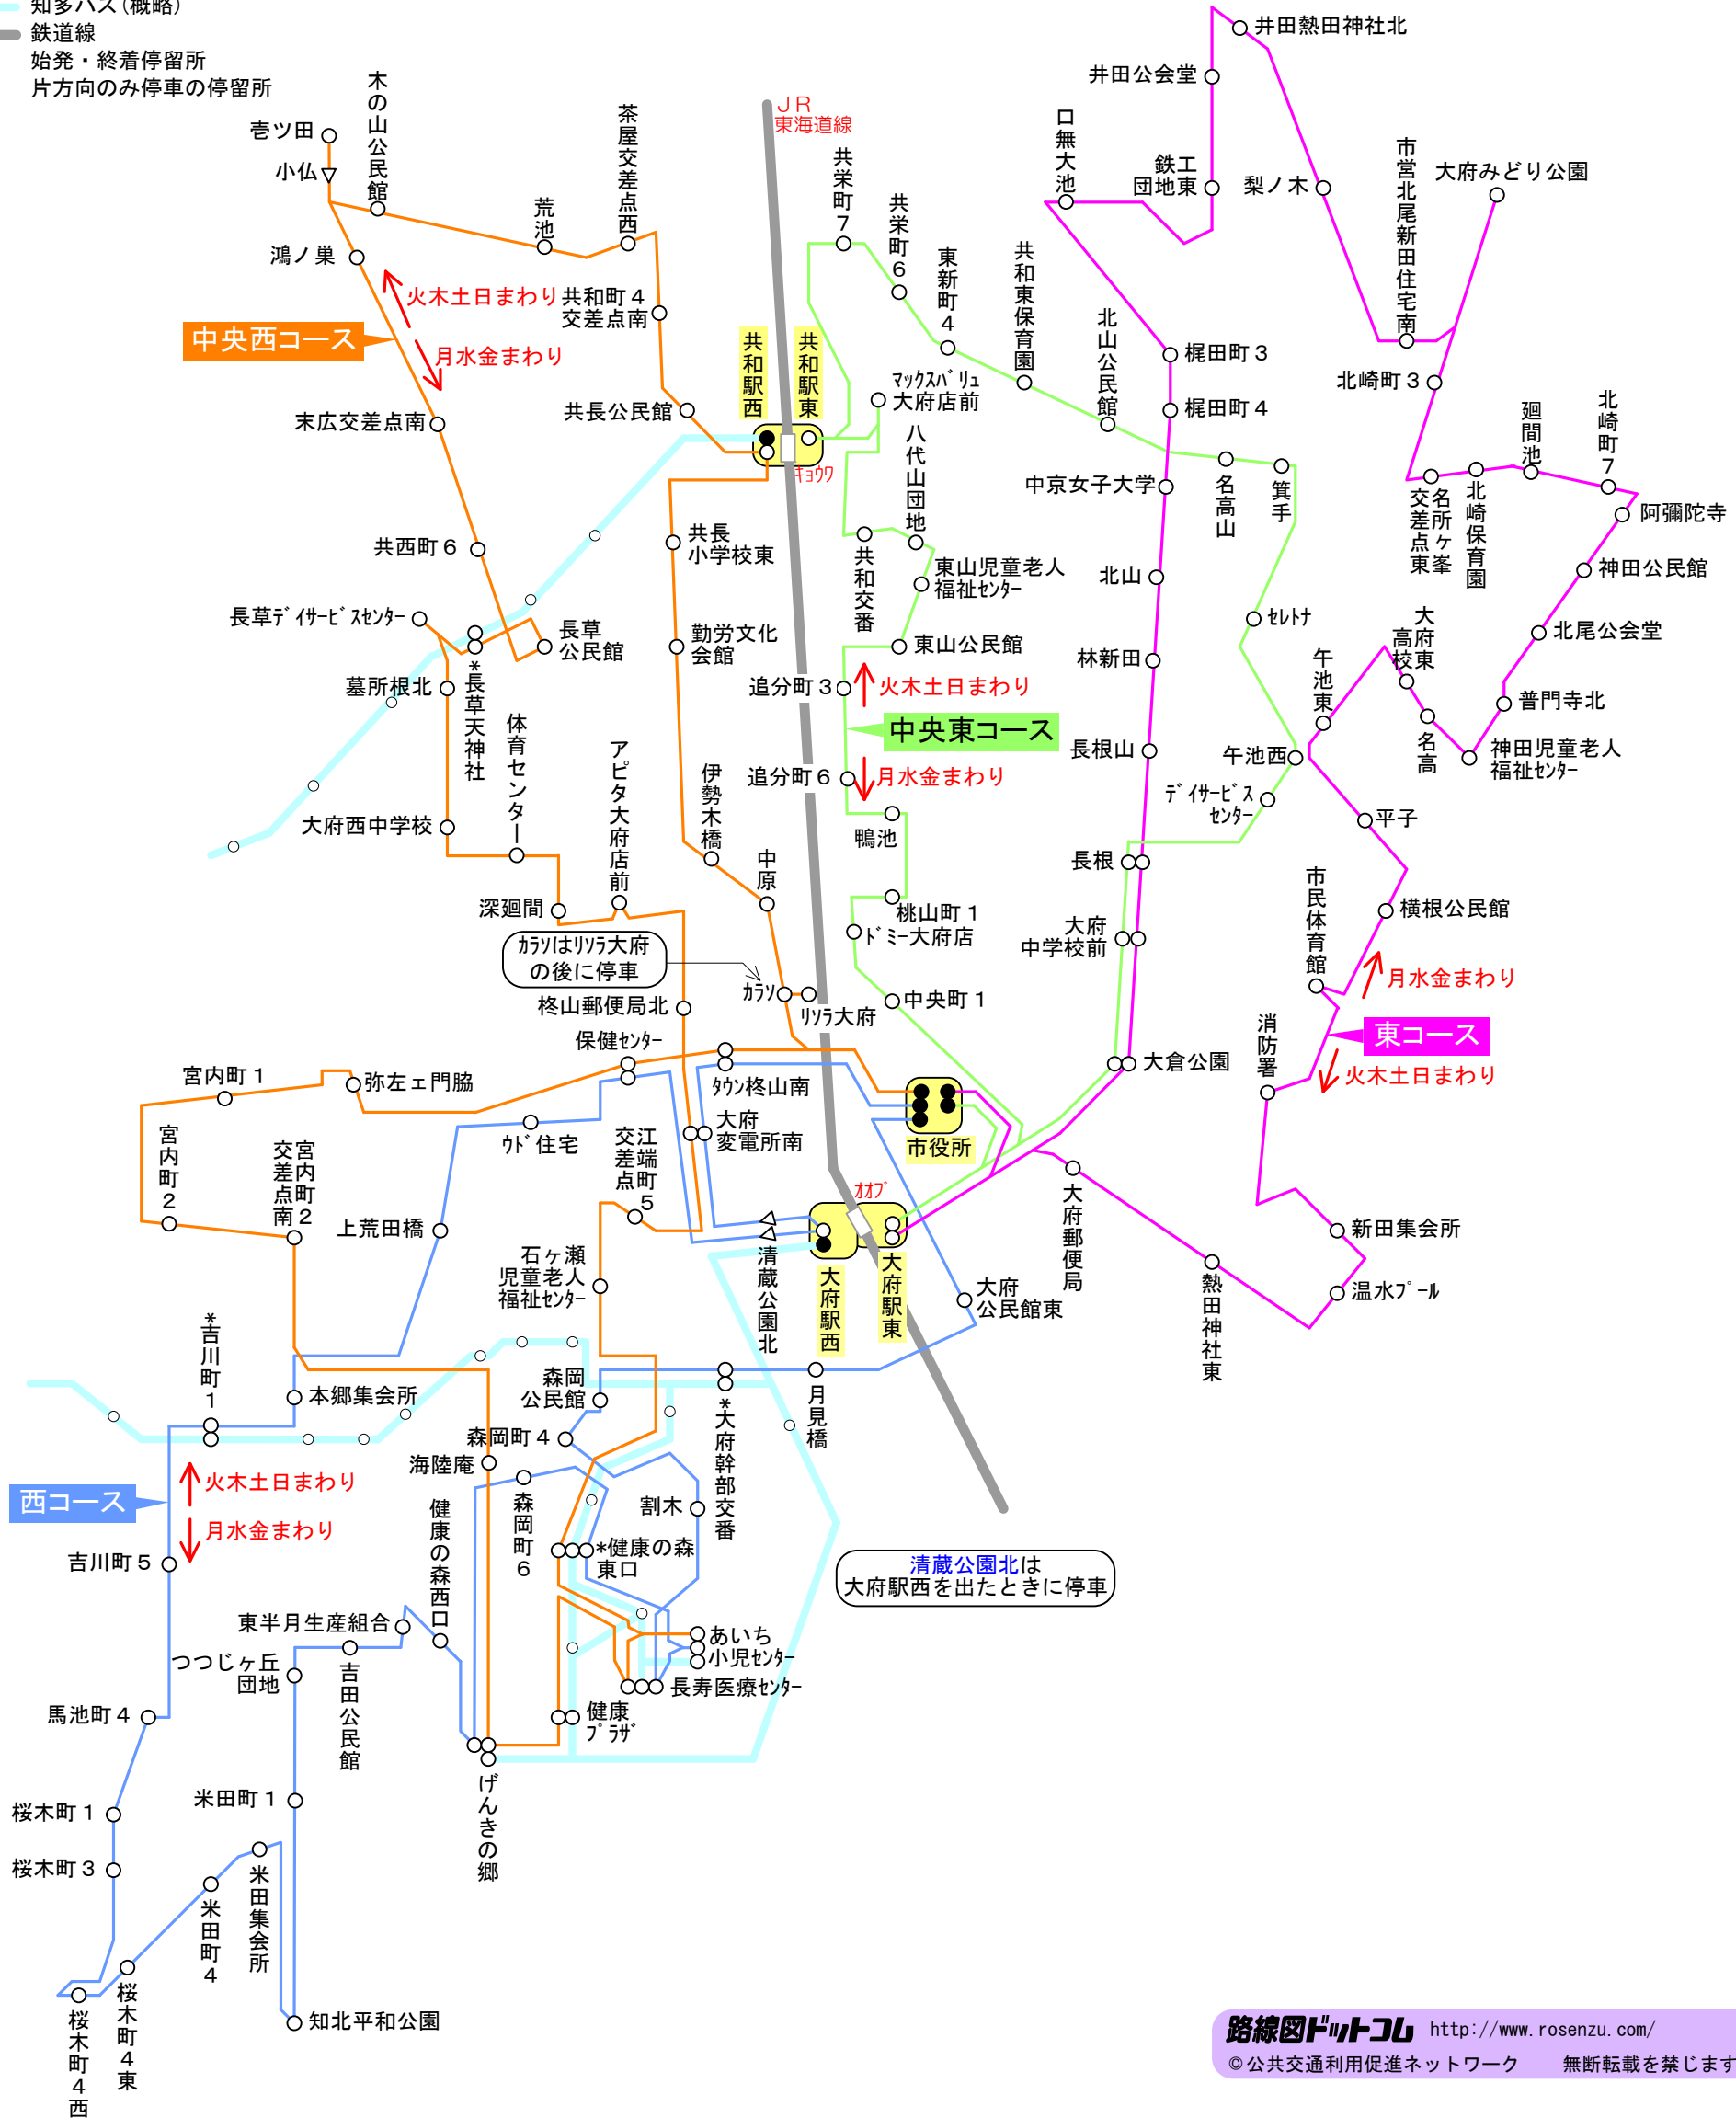 知多バス(概略)
鉄道線
始発・終着停留所
片方向のみ停車の停留所
JR
東海道線
壱ツ田
小仏
木の山公民館
荒池
茶屋交差点西
鴻ノ巣
火木土日まわり
月水金まわり
中央西コース
共和町4
交差点南
共長公民館
末広交差点南
共西町6
長草デイサービスセンター
長草
公民館
*長草天神社
墓所根北
体育センター
大府西中学校
深廻間
アピタ大府店前
共和駅西
共和駅東
キョウワ
共長
小学校東
勤労文化
会館
伊勢木橋
中原
カラソはリソラ大府
の後に停車
カラソ
リソラ大府
柊山郵便局北
保健センター
タウン柊山南
大府
変電所南
江端町5
交差点
共栄町7
共栄町6
東新町4
共和東保育園
北山公民館
マックスバリュ
大府店前
八代山団地
共和交番
東山児童老人
福祉センター
東山公民館
追分町3
火木土日まわり
中央東コース
追分町6
月水金まわり
鴨池
桃山町1
ドミー大府店
中央町1
名高山
箕手
セレトナ
午池西
デイサービス
センター
長根
大府
中学校前
大倉公園
市役所
口無大池
鉄工
団地東
井田公会堂
井田熱田神社北
梨ノ木
市営北尾新田住宅南
大府みどり公園
梶田町3
梶田町4
中京女子大学
北山
林新田
長根山
北崎町3
名所ヶ峯
交差点東
北崎保育園
廻間池
北崎町7
阿彌陀寺
神田公民館
北尾公会堂
普門寺北
神田児童老人
福祉センター
名高
大府東
高校
午池東
平子
横根公民館
市民体育館
月水金まわり
東コース
火木土日まわり
消防署
新田集会所
温水プール
熱田神社東
大府郵便局
オオブ
大府駅西
大府駅東
清蔵公園北
大府
公民館東
月見橋
*大府幹部交番
宮内町1
弥左ェ門脇
宮内町2
宮内町2
交差点南
ウド住宅
上荒田橋
石ヶ瀬
児童老人
福祉センター
*吉川町1
本郷集会所
森岡
公民館
森岡町4
海陸庵
森岡町6
割木
*健康の森
東口
健康の森西口
西コース
火木土日まわり
月水金まわり
吉川町5
清蔵公園北は
大府駅西を出たときに停車
東半月生産組合
つつじヶ丘
団地
吉田公民館
あいち
小児センター
長寿医療センター
健康
プラザ
げんきの郷
馬池町4
桜木町1
桜木町3
米田町1
米田集会所
米田町4
桜木町4東
桜木町4西
知北平和公園
路線図ドットコム http://www.rosenzu.com/
©公共交通利用促進ネットワーク 無断転載を禁じます